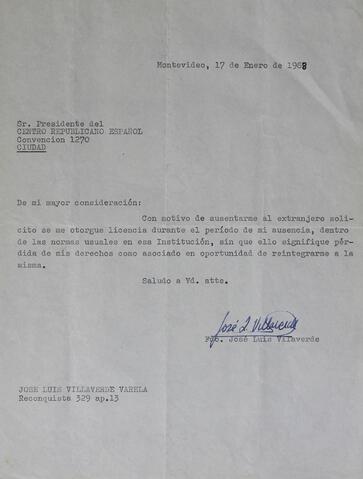 Montevideo, 17 de Enero de 1968
Sr. Presidente del
CENTRO REPUBLICANO ESPAÑOL
Convencion 1270
CIUDAD
De mi mayor consideración:
Con motivo de ausentarme al extranjero soli-
cito se me otorgue licencia durante el período de mi ausencia, dentro
de las normas usuales en esa Institución, sin que ello signifique pér-
dida de mis derechos como asociado en oportunidad de reintegrarme a la
misma.
Saludo a Vd. atte.
José L. Villaverde
Fdo. José Luis Vilaverde
JOSE LUIS VILLAVERDE VARELA
Reconquista 329 ap.13